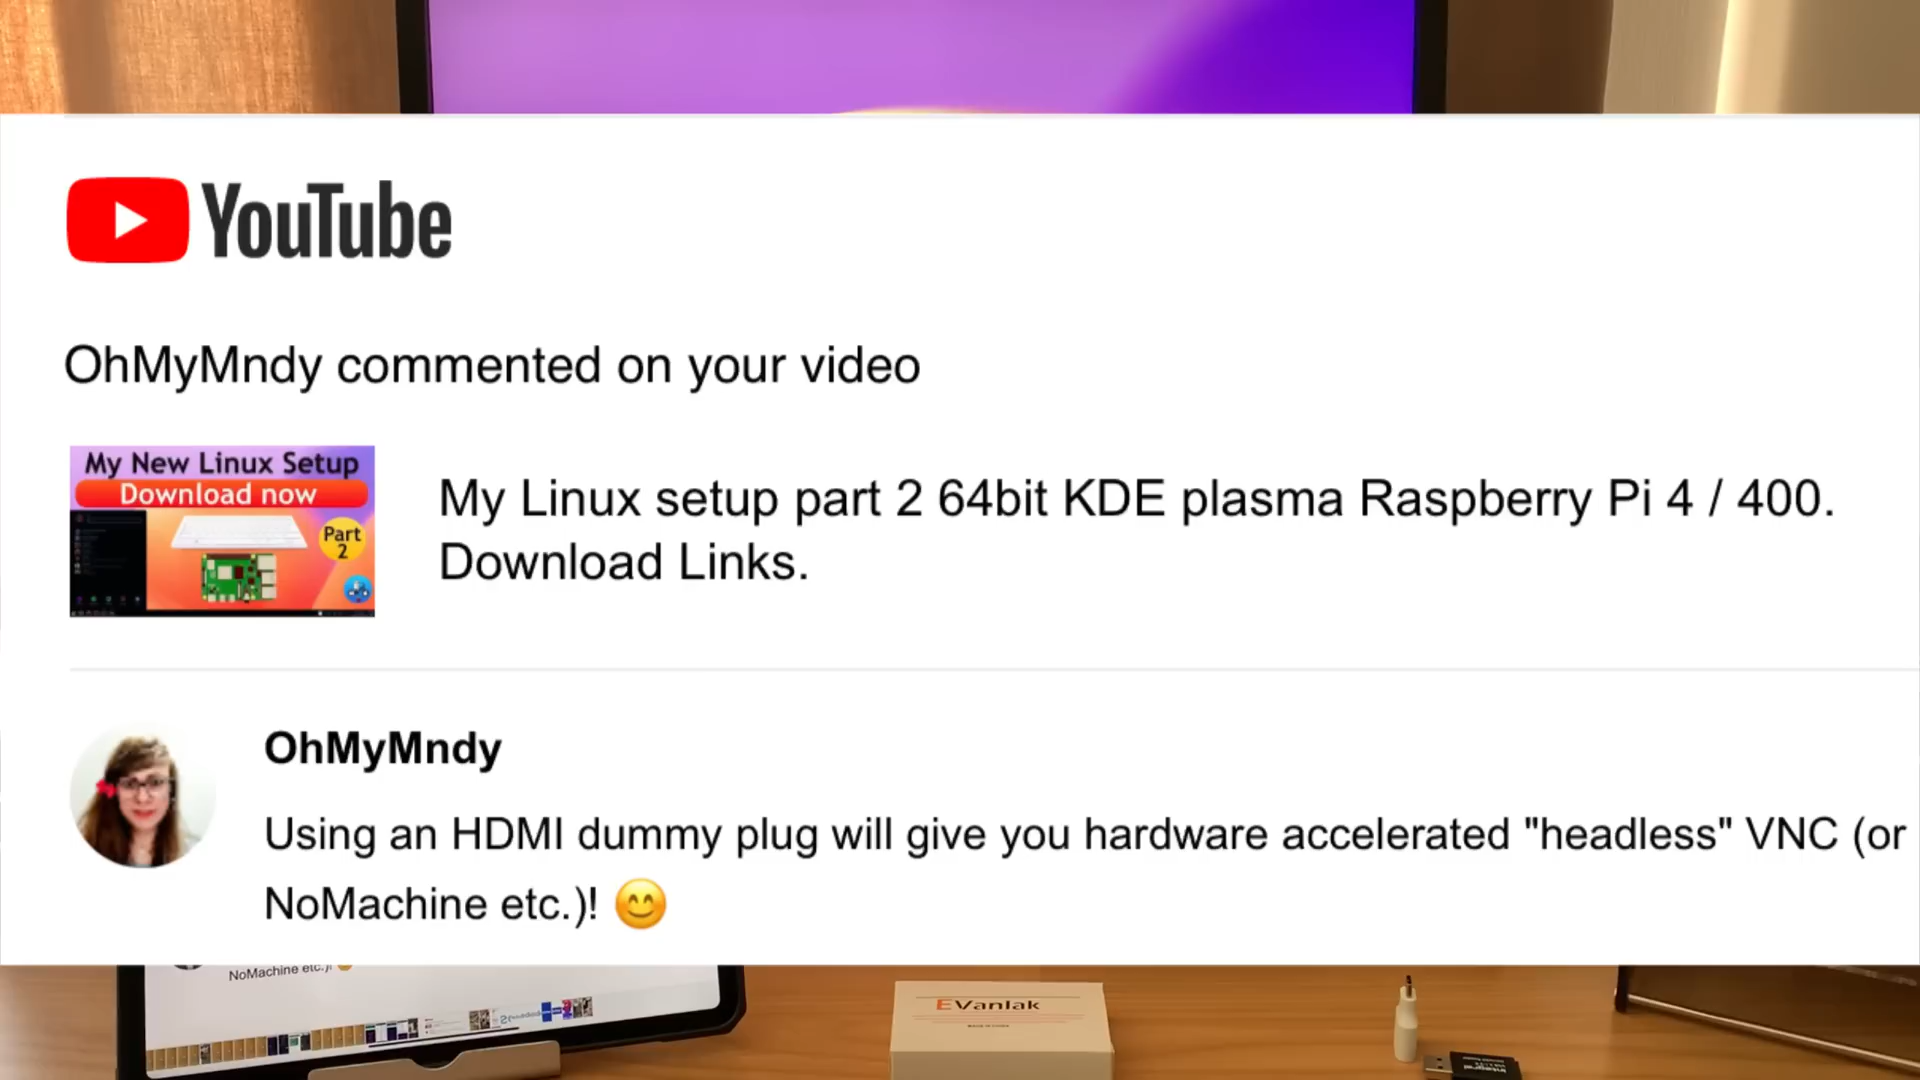 YouTube
OhMyMndy commented on your video
My New Linux Setup
Download now
Part
2
My Linux setup part 2 64bit KDE plasma Raspberry Pi 4 / 400.
Download Links.
OhMyMndy
Using an HDMI dummy plug will give you hardware accelerated "headless" VNC (or
NoMachine etc.)! 😊
NoMachine etc.)!
EVanlak
Integral